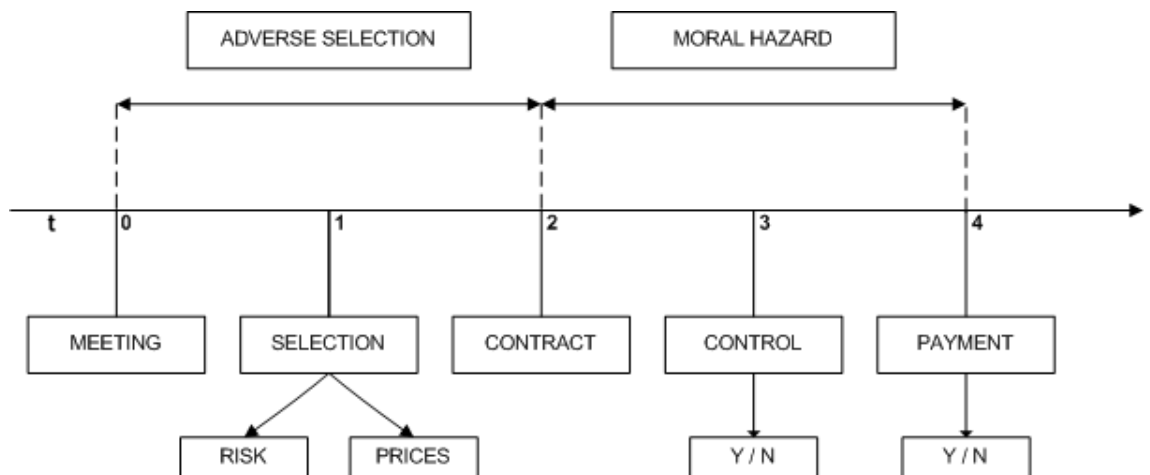 ADVERSE SELECTION
MORAL HAZARD
t
0
1
2
3
4
MEETING
SELECTION
CONTRACT
CONTROL
PAYMENT
RISK
PRICES
Y / N
Y / N